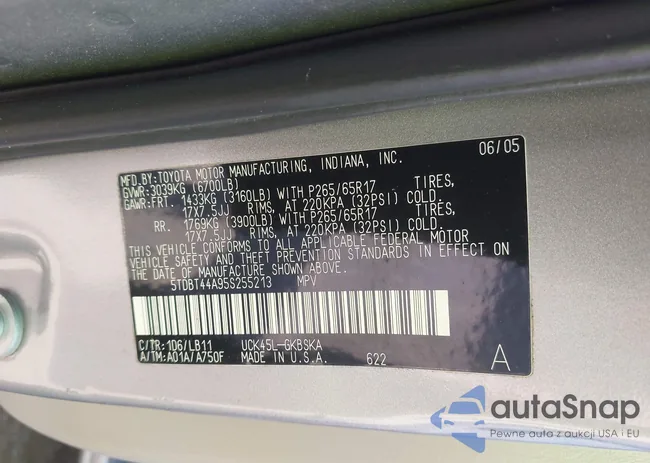 06/05
MFD.BY:TOYOTA MOTOR MANUFACTURING, INDIANA, INC.
GVWR:3039KG (6700LB)
GAWR:FRT. 1433KG (3160LB) WITH P265/65R17 TIRES,
17X7.5JJ RIMS, AT 220KPA (32PSI) COLD.
RR. 1769KG (3900LB) WITH P265/65R17 TIRES,
17X7.5JJ RIMS, AT 220KPA (32PSI) COLD.
THIS VEHICLE CONFORMS TO ALL APPLICABLE FEDERAL MOTOR
VEHICLE SAFETY AND THEFT PREVENTION STANDARDS IN EFFECT ON
THE DATE OF MANUFACTURE SHOWN ABOVE.
5TDBT44A95S255213 MPV
C/TR:1D6/LB11 UCK45L-GKBSKA
A/TM:A01A/A750F MADE IN U.S.A. 622 A
autaSnap
Pewne auta z aukcji USA i EU